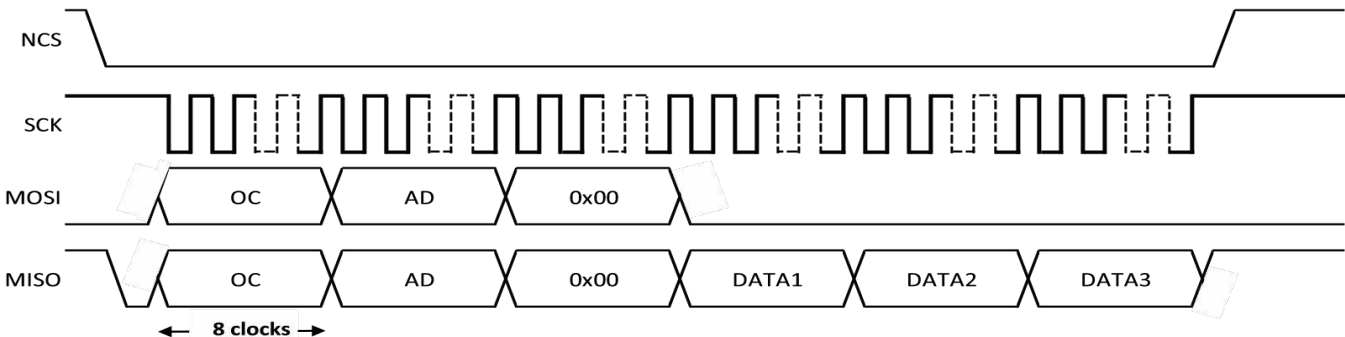 NCS
SCK
MOSI OC AD 0x00
MISO OC AD 0x00 DATA1 DATA2 DATA3
8 clocks